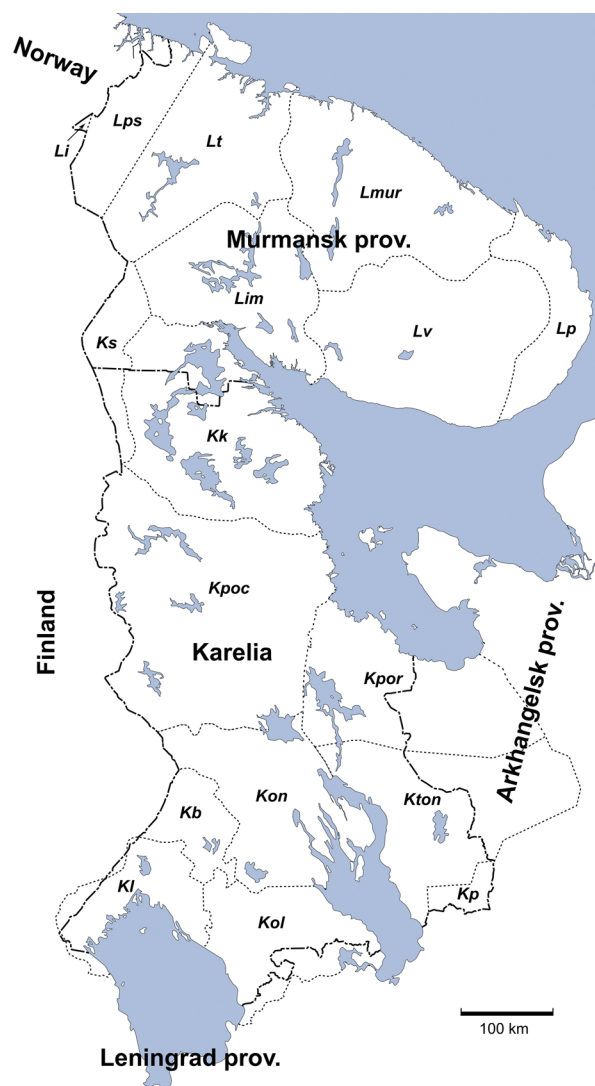 Norway
Lps
Li
Lt
Lmur
Murmansk prov.
Lim
Lv
Lp
Ks
Kk
Kpoc
Finland
Karelia
Kpor
Arkhangelsk prov.
Kon
Kton
Kb
Kl
Kp
Kol
100 km
Leningrad prov.